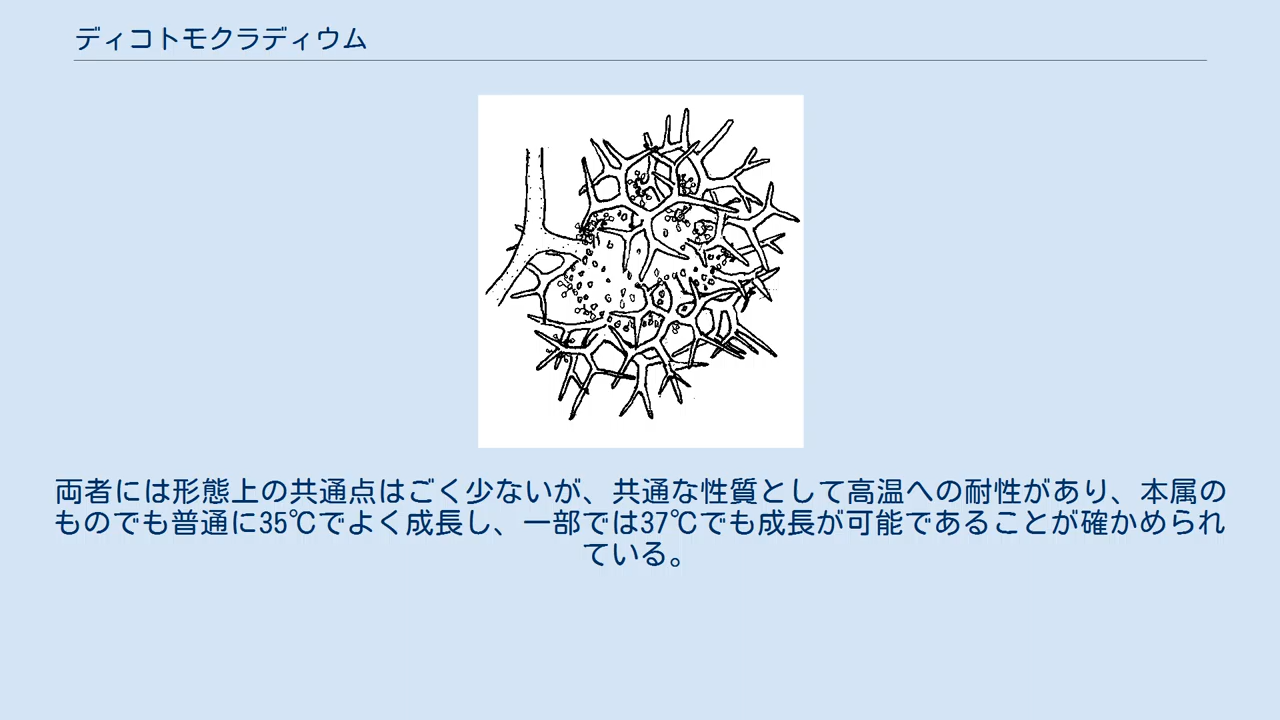 ディコトモクラディウム
両者には形態上の共通点はごく少ないが、共通な性質として高温への耐性があり、本属の
ものでも普通に35℃でよく成長し、一部では37℃でも成長が可能であることが確かめられ
ている。